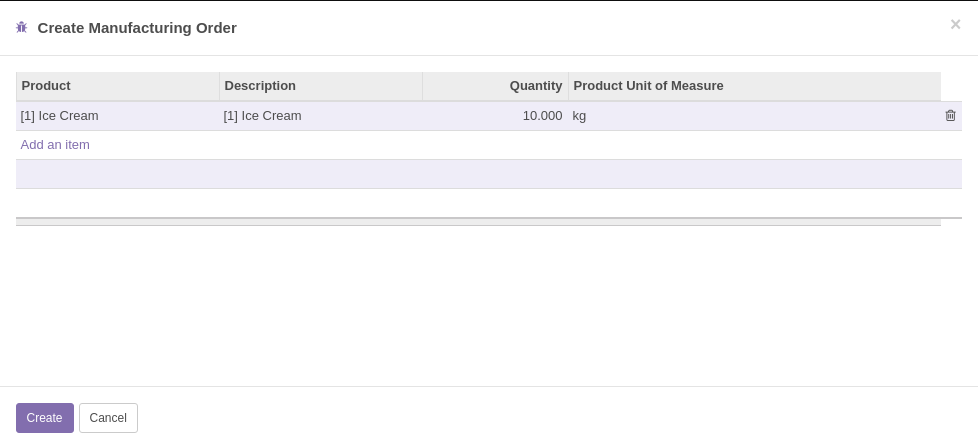 Create Manufacturing Order ×
Product Description Quantity Product Unit of Measure
[1] Ice Cream [1] Ice Cream 10.000 kg
Add an item
Create Cancel